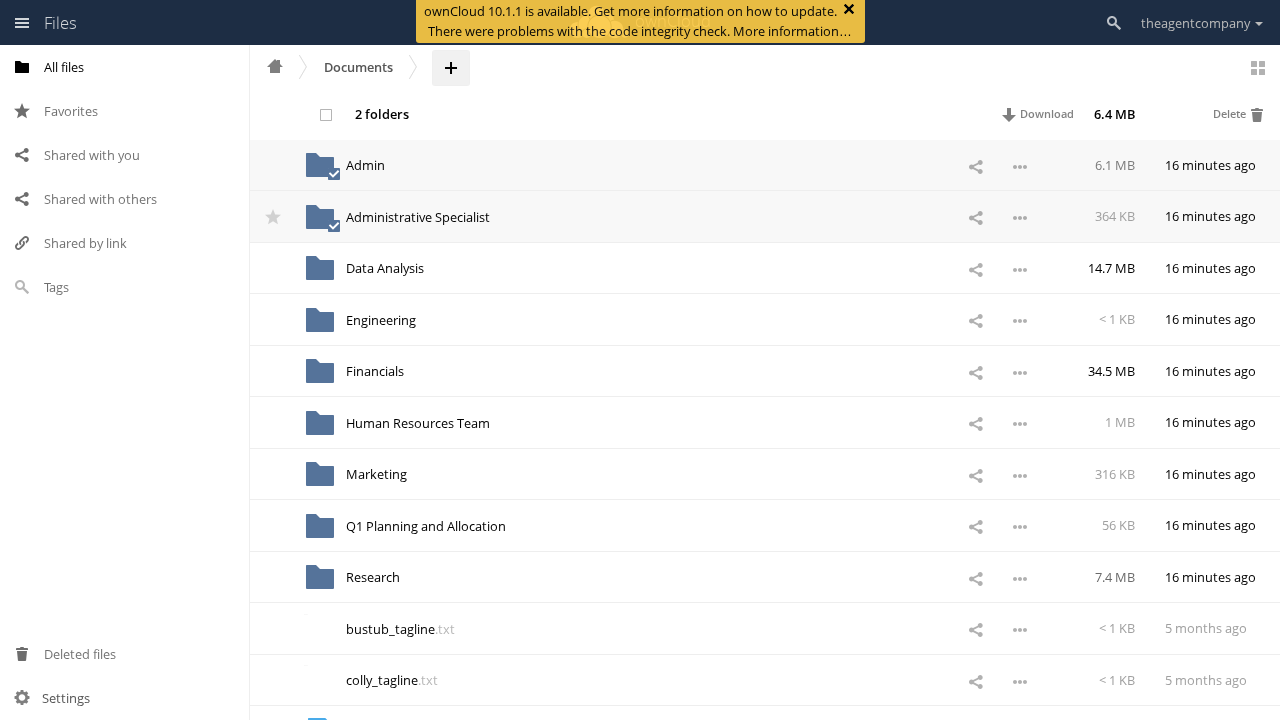 Files
ownCloud 10.1.1 is available. Get more information on how to update.
There were problems with the code integrity check. More information…
theagentcompany
All files
Favorites
Shared with you
Shared with others
Shared by link
Tags
Deleted files
Settings
Documents
2 folders Download 6.4 MB Delete
Admin 6.1 MB 16 minutes ago
Administrative Specialist 364 KB 16 minutes ago
Data Analysis 14.7 MB 16 minutes ago
Engineering < 1 KB 16 minutes ago
Financials 34.5 MB 16 minutes ago
Human Resources Team 1 MB 16 minutes ago
Marketing 316 KB 16 minutes ago
Q1 Planning and Allocation 56 KB 16 minutes ago
Research 7.4 MB 16 minutes ago
bustub_tagline.txt < 1 KB 5 months ago
colly_tagline.txt < 1 KB 5 months ago